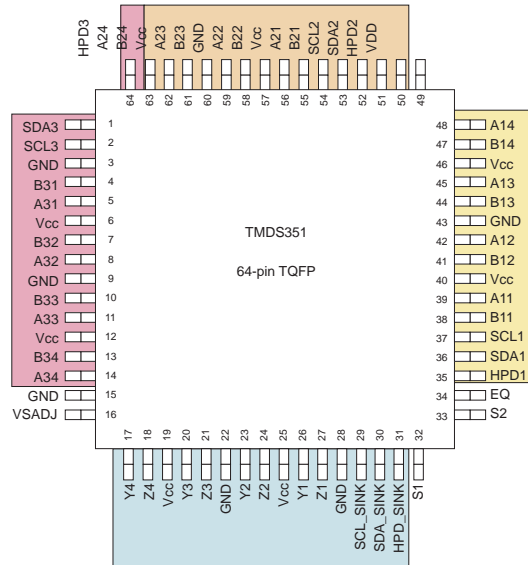 HPD3 A24 B24 Vcc A23 B23 GND A22 B22 Vcc A21 B21 SCL2 SDA2 HPD2 VDD
64 63 62 61 60 59 58 57 56 55 54 53 52 51 50 49
SDA3 1
SCL3 2
GND 3
B31 4
A31 5
Vcc 6
B32 7
A32 8
GND 9
B33 10
A33 11
Vcc 12
B34 13
A34 14
GND 15
VSADJ 16
TMDS351
64-pin TQFP
48 A14
47 B14
46 Vcc
45 A13
44 B13
43 GND
42 A12
41 B12
40 Vcc
39 A11
38 B11
37 SCL1
36 SDA1
35 HPD1
34 EQ
33 S2
17 18 19 20 21 22 23 24 25 26 27 28 29 30 31 32
Y4 Z4 Vcc Y3 Z3 GND Y2 Z2 Vcc Y1 Z1 GND SCL_SINK SDA_SINK HPD_SINK S1